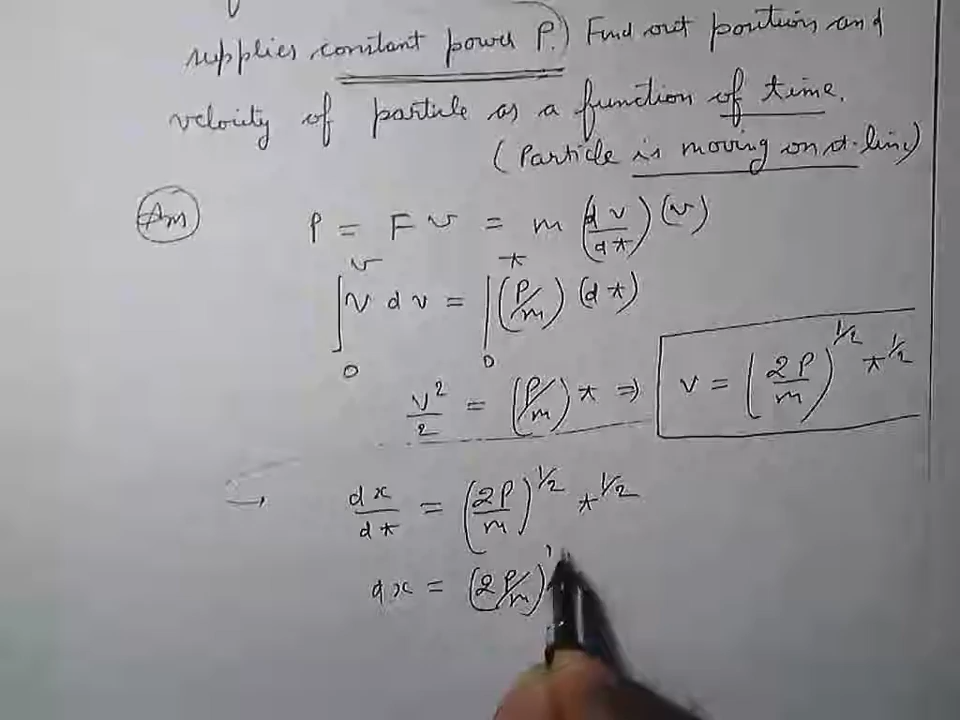 supplies constant power P.) Find out position and
velocity of particle as a function of time.
(Particle is moving on st. line)
Ans
P = F v = m (dv/dt) (v)
∫₀^v v dv = ∫₀^t (P/m) (dt)
v²/2 = (P/m) t ⇒ v = (2P/m)^1/2 t^1/2
→ dx/dt = (2P/m)^1/2 t^1/2
dx = (2P/m)